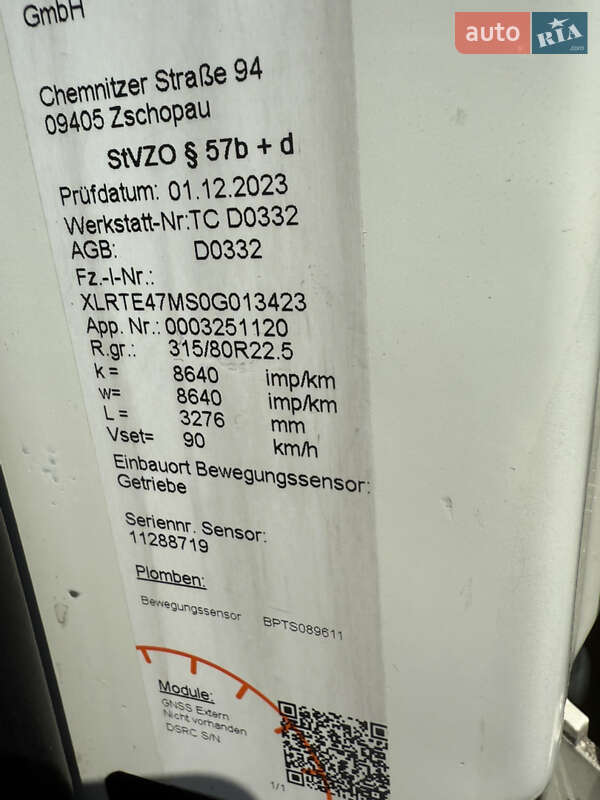 auto RIA .com
GmbH
Chemnitzer Straße 94
09405 Zschopau
StVZO § 57b + d
Prüfdatum: 01.12.2023
Werkstatt-Nr:TC D0332
AGB: D0332
Fz.-I-Nr.:
XLRTE47MS0G013423
App. Nr.: 0003251120
R.gr.: 315/80R22.5
k = 8640 imp/km
w= 8640 imp/km
L = 3276 mm
Vset= 90 km/h
Einbauort Bewegungssensor:
Getriebe
Seriennr. Sensor:
11288719
Plomben:
Bewegungssensor BPTS089611
Module:
GNSS Extern
Nicht vorhanden
DSRC S/N
1/1